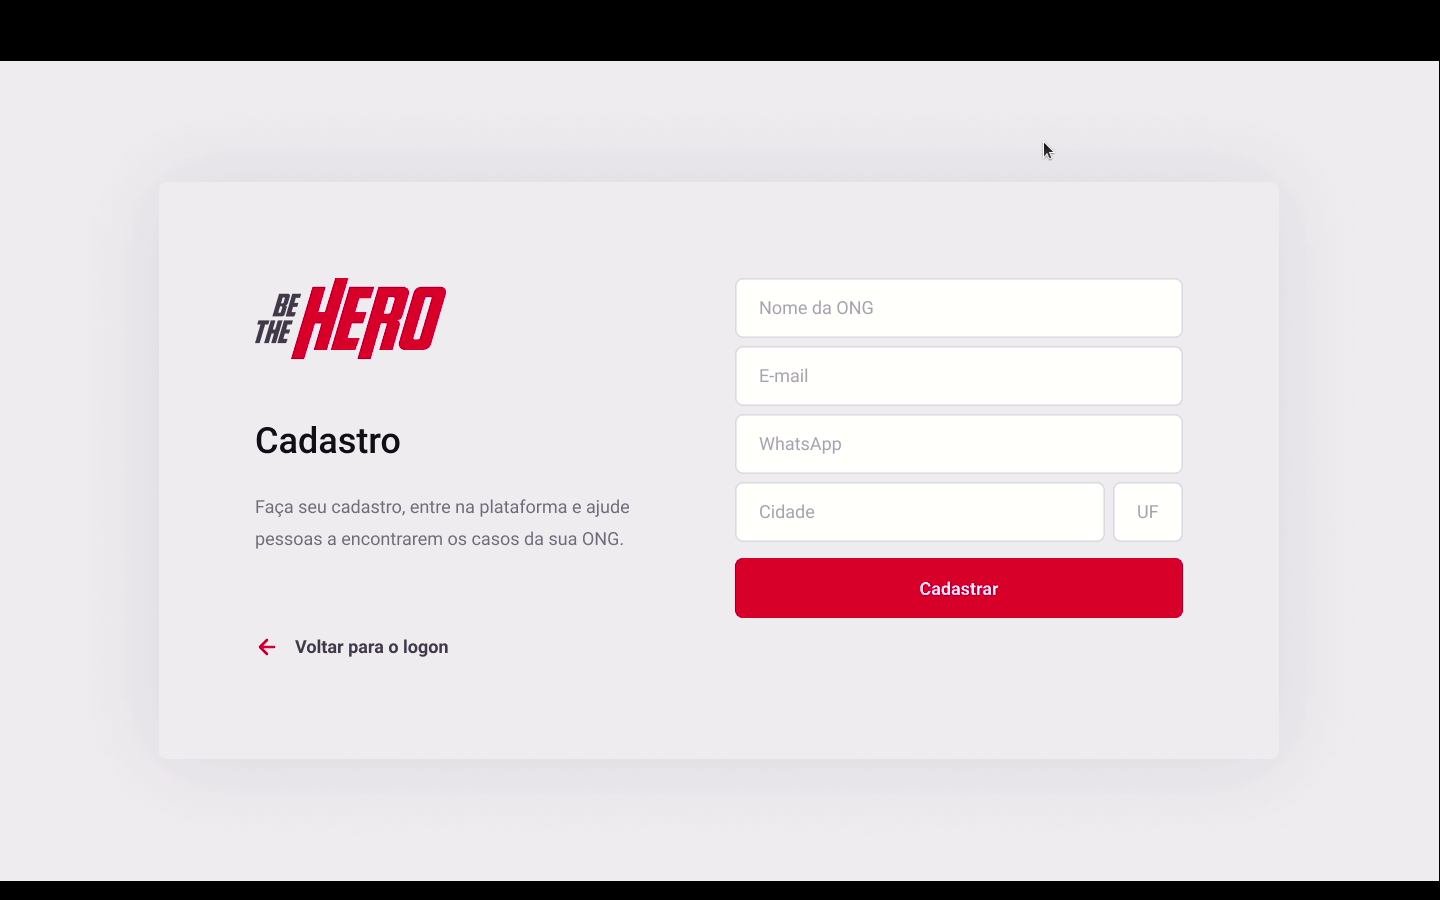 BE
THE
HERO
Cadastro
Faça seu cadastro, entre na plataforma e ajude
pessoas a encontrarem os casos da sua ONG.
Voltar para o logon
Nome da ONG
E-mail
WhatsApp
Cidade
UF
Cadastrar